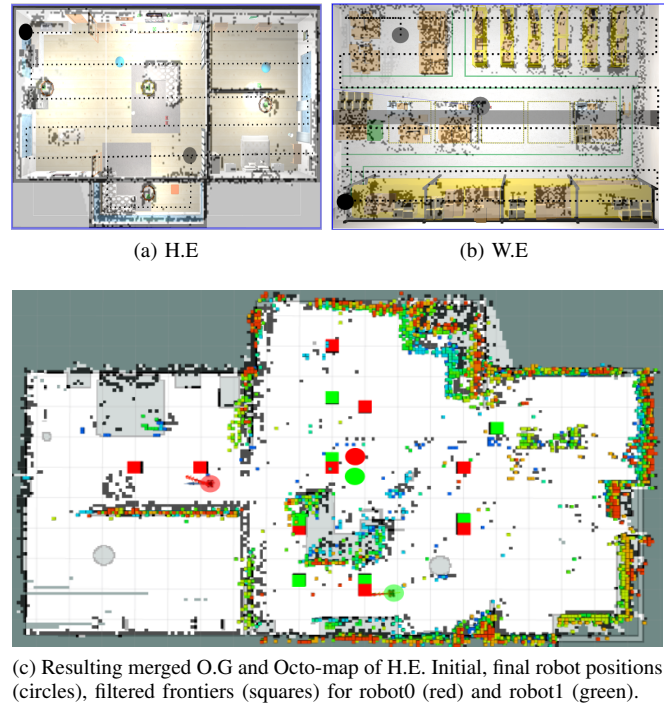 (a) H.E
(b) W.E
(c) Resulting merged O.G and Octo-map of H.E. Initial, final robot positions
(circles), filtered frontiers (squares) for robot0 (red) and robot1 (green).